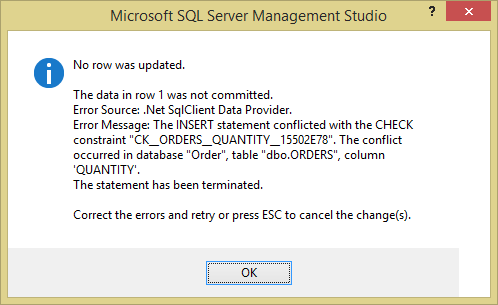 Microsoft SQL Server Management Studio
?
No row was updated.
The data in row 1 was not committed.
Error Source: .Net SqlClient Data Provider.
Error Message: The INSERT statement conflicted with the CHECK
constraint "CK__ORDERS__QUANTITY__15502E78". The conflict
occurred in database "Order", table "dbo.ORDERS", column
'QUANTITY'.
The statement has been terminated.
Correct the errors and retry or press ESC to cancel the change(s).
OK